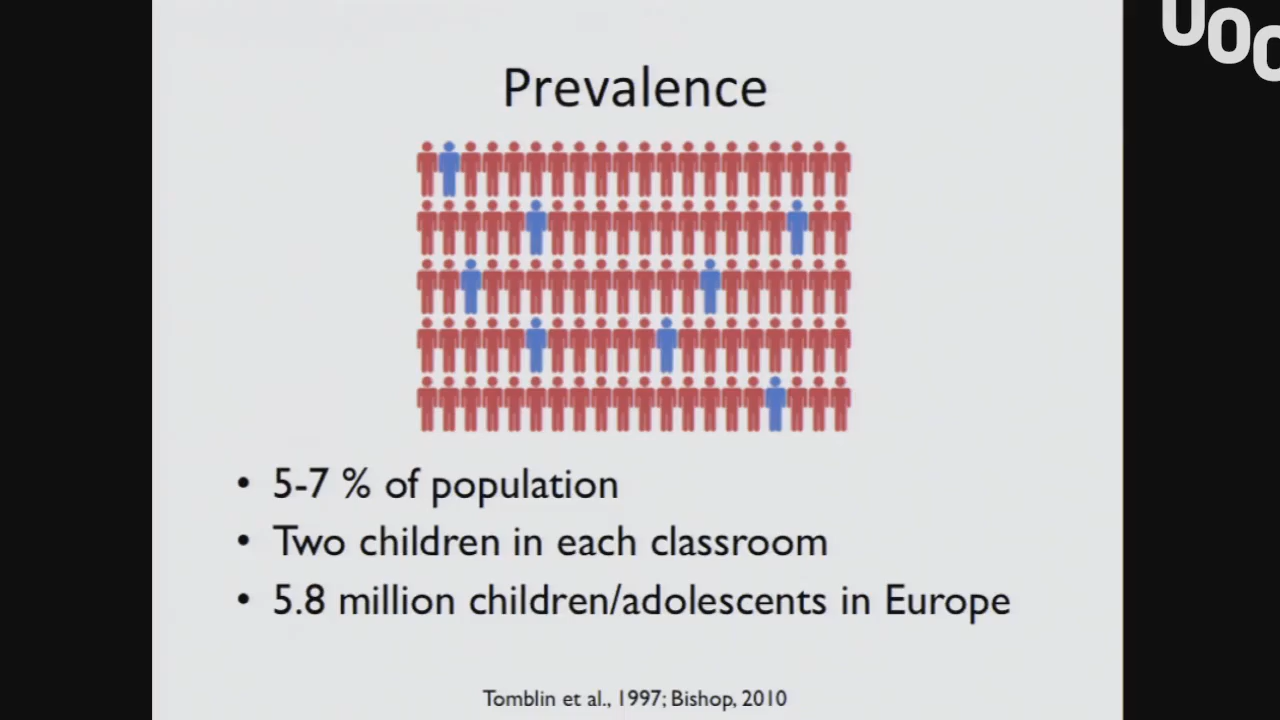 UOC
Prevalence
• 5-7 % of population
• Two children in each classroom
• 5.8 million children/adolescents in Europe
Tomblin et al., 1997; Bishop, 2010